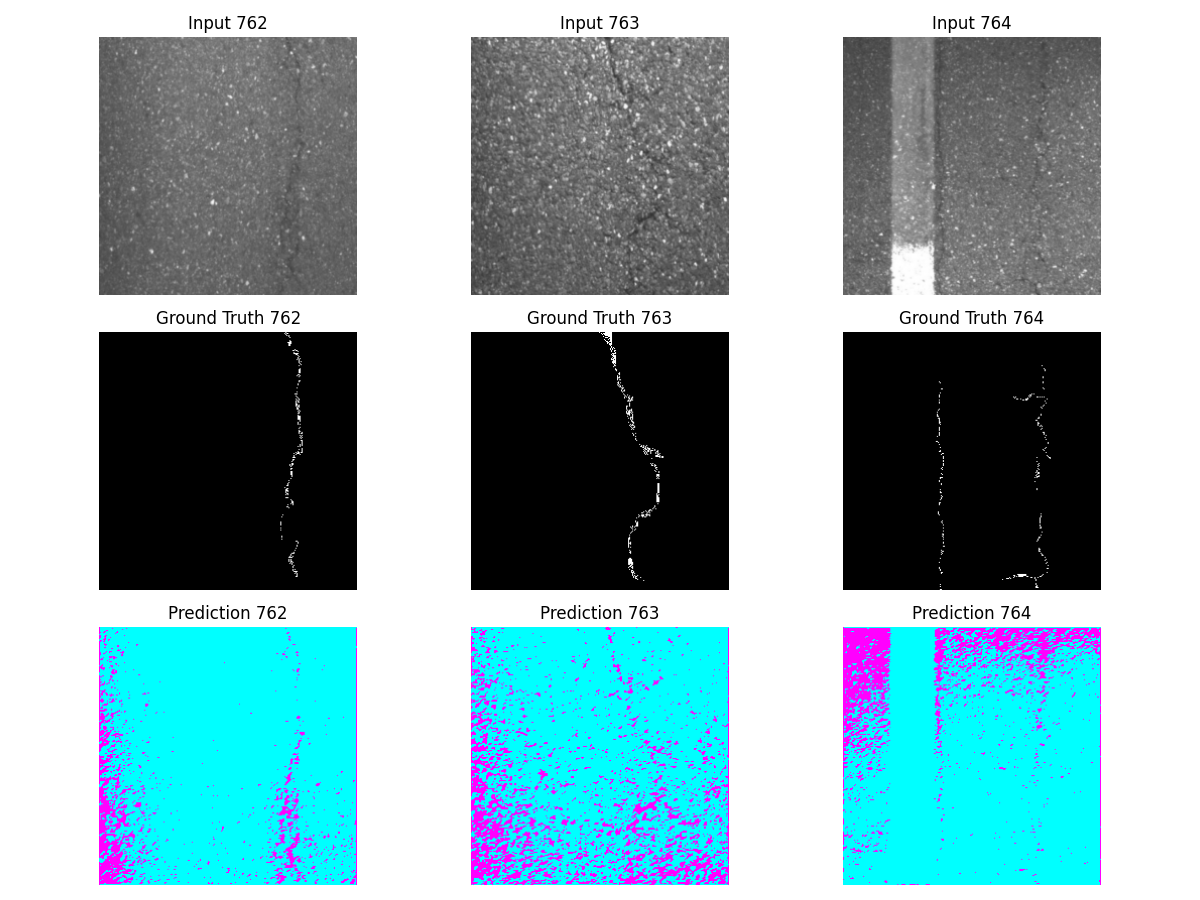 Input 762
Input 763
Input 764
Ground Truth 762
Ground Truth 763
Ground Truth 764
Prediction 762
Prediction 763
Prediction 764